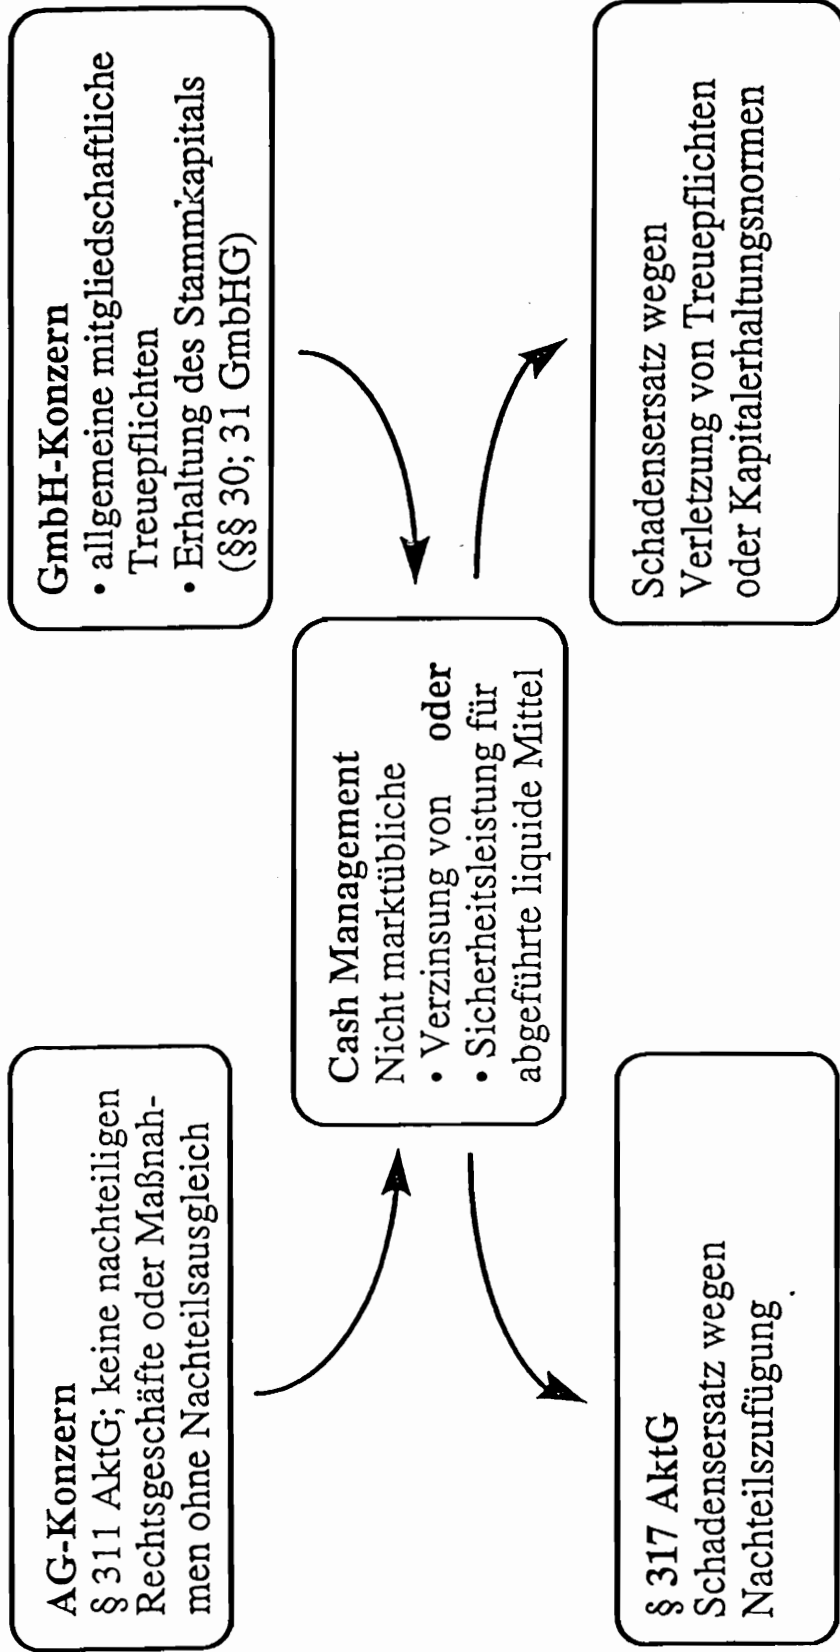 AG-Konzern
§ 311 AktG; keine nachteiligen
Rechtsgeschäfte oder Maßnah-
men ohne Nachteilsausgleich
GmbH-Konzern
• allgemeine mitgliedschaftliche
Treuepflichten
• Erhaltung des Stammkapitals
(§§ 30; 31 GmbHG)
Cash Management
Nicht marktübliche
• Verzinsung von oder
• Sicherheitsleistung für
abgeführte liquide Mittel
§ 317 AktG
Schadensersatz wegen
Nachteilszufügung
Schadensersatz wegen
Verletzung von Treuepflichten
oder Kapitalerhaltungsnormen